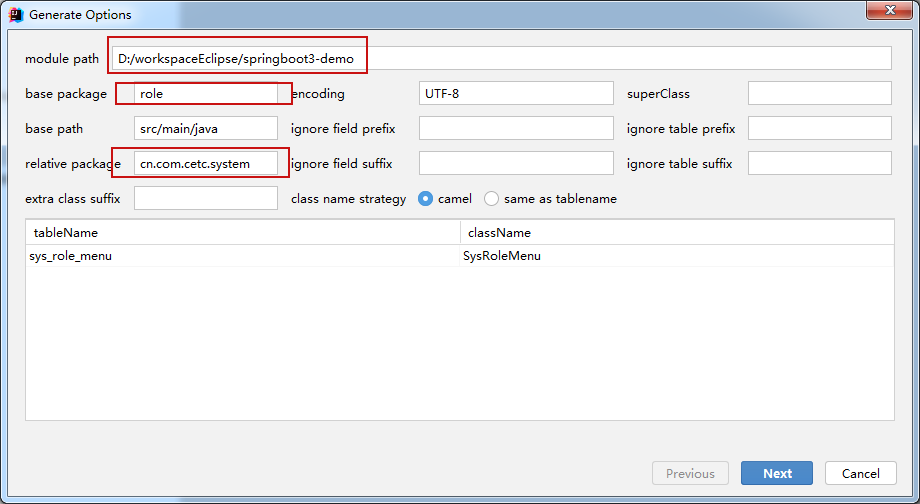 Generate Options
module path D:/workspaceEclipse/springboot3-demo
base package role encoding UTF-8 superClass
base path src/main/java ignore field prefix ignore table prefix
relative package cn.com.cetc.system ignore field suffix ignore table suffix
extra class suffix class name strategy camel same as tablename
tableName className
sys_role_menu SysRoleMenu
Previous Next Cancel